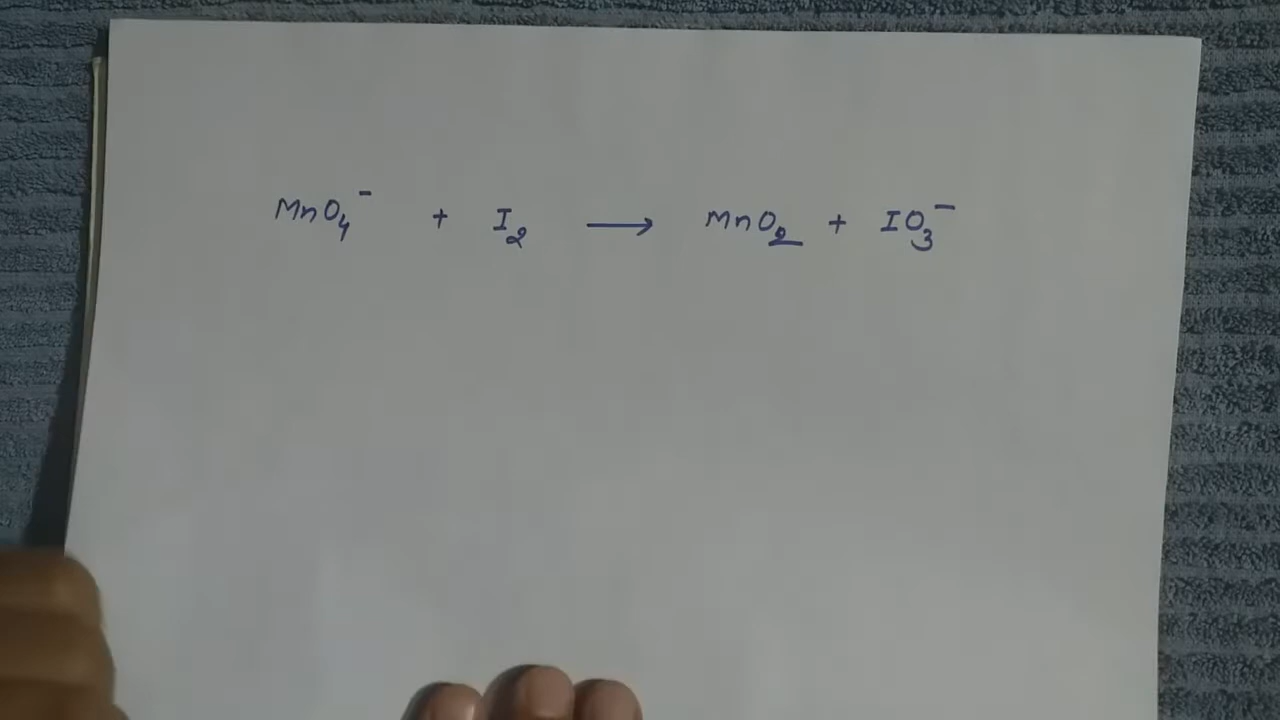 MnO₄⁻ + I₂ ⟶ MnO₂ + IO₃⁻